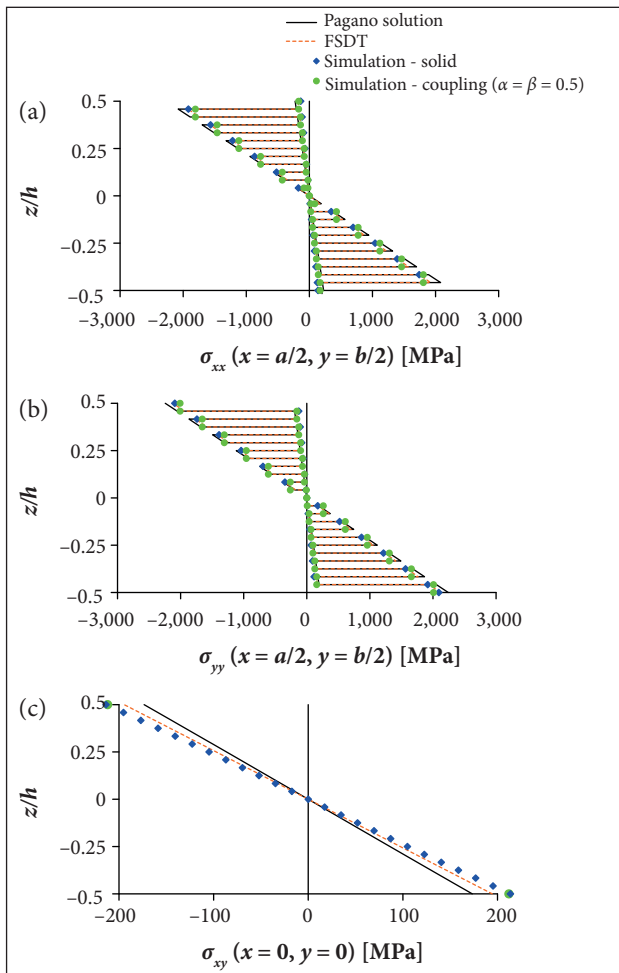 Pagano solution
FSDT
Simulation - solid
Simulation - coupling (α = β = 0.5)
(a)
0.5
0.25
0
−0.25
−0.5
z/h
−3,000 −2,000 −1,000 0 1,000 2,000 3,000
σxx (x = a/2, y = b/2) [MPa]
(b)
0.5
0.25
0
−0.25
−0.5
z/h
−3,000 −2,000 −1,000 0 1,000 2,000 3,000
σyy (x = a/2, y = b/2) [MPa]
(c)
0.5
0.25
0
−0.25
−0.5
z/h
−200 −100 0 100 200
σxy (x = 0, y = 0) [MPa]